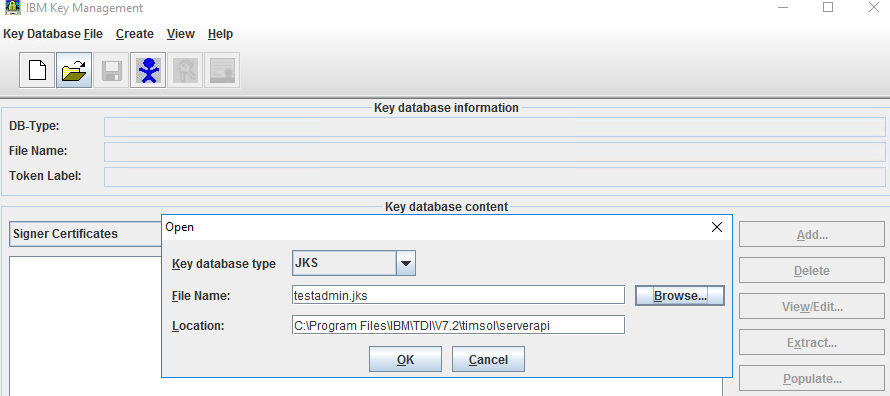 IBM Key Management
Key Database File Create View Help
Key database information
DB-Type:
File Name:
Token Label:
Key database content
Signer Certificates
Add...
Delete
View/Edit...
Extract...
Populate...
Open
Key database type JKS
File Name: testadmin.jks Browse...
Location: C:\Program Files\IBM\TDI\V7.2\timsol\serverapi
OK Cancel